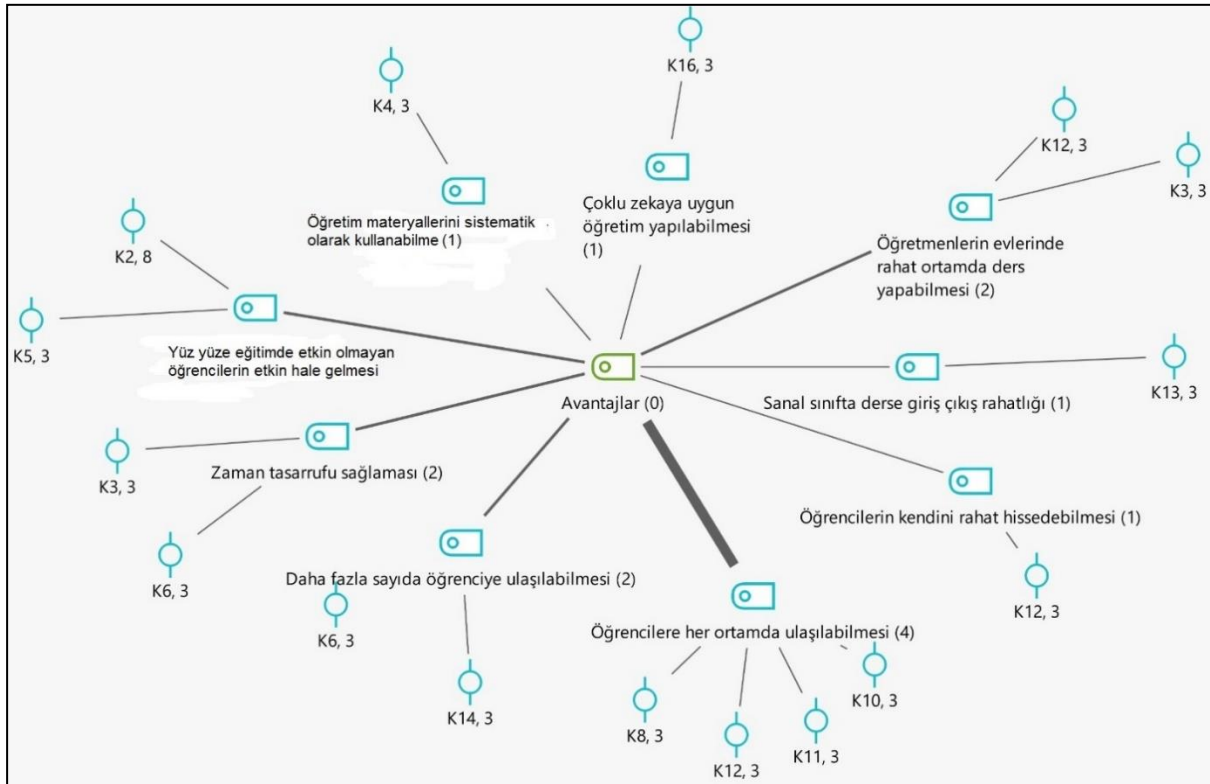 K16, 3
K4, 3
K12, 3
K3, 3
Öğretim materyallerini sistematik
olarak kullanabilme (1)
Çoklu zekaya uygun
öğretim yapılabilmesi
(1)
Öğretmenlerin evlerinde
rahat ortamda ders
yapabilmesi (2)
K2, 8
K5, 3
Yüz yüze eğitimde etkin olmayan
öğrencilerin etkin hale gelmesi
Avantajlar (0)
Sanal sınıfta derse giriş çıkış rahatlığı (1)
K13, 3
K3, 3
Zaman tasarrufu sağlaması (2)
Öğrencilerin kendini rahat hissedebilmesi (1)
K6, 3
Daha fazla sayıda öğrenciye ulaşılabilmesi (2)
K12, 3
K6, 3
Öğrencilere her ortamda ulaşılabilmesi (4)
K14, 3
K8, 3
K12, 3
K11, 3
K10, 3